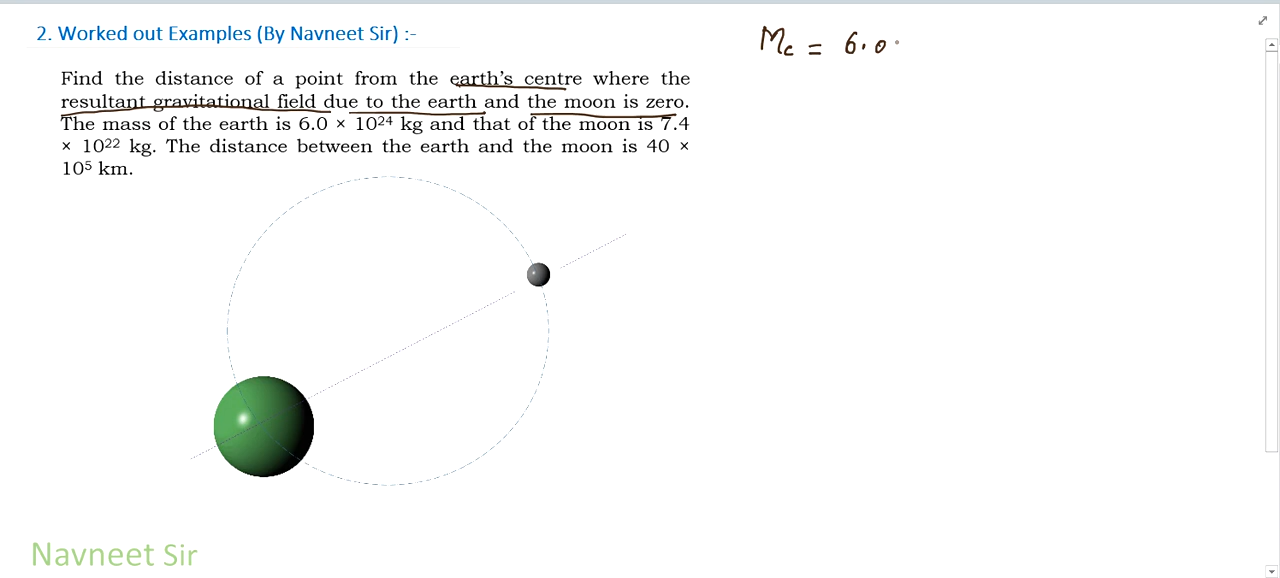 2. Worked out Examples (By Navneet Sir) :-
Find the distance of a point from the earth's centre where the
resultant gravitational field due to the earth and the moon is zero.
The mass of the earth is 6.0 × 10²⁴ kg and that of the moon is 7.4
× 10²² kg. The distance between the earth and the moon is 40 ×
10⁵ km.
Me = 6.0
Navneet Sir